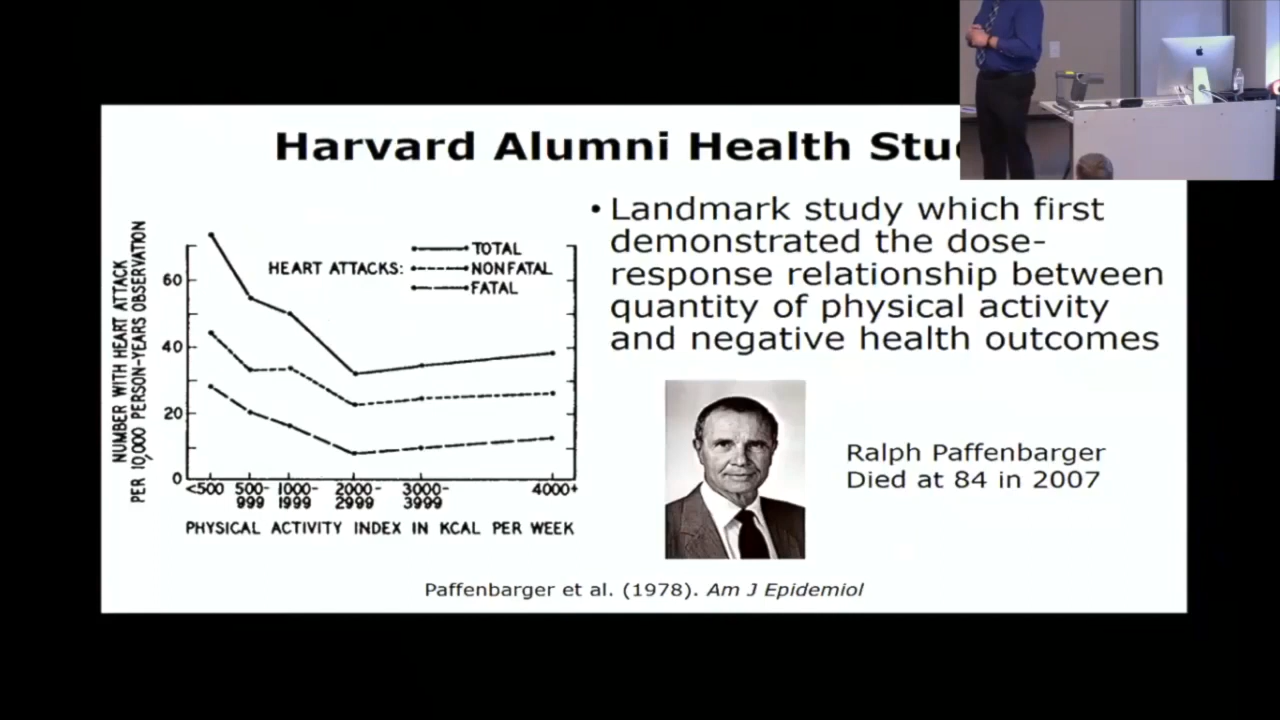 Harvard Alumni Health Stu
• Landmark study which first
demonstrated the dose-
response relationship between
quantity of physical activity
and negative health outcomes
NUMBER WITH HEART ATTACK
PER 10,000 PERSON-YEARS OBSERVATION
HEART ATTACKS:
TOTAL
NONFATAL
FATAL
60
40
20
0
<500 500- 1000- 2000- 3000- 4000+
999 1999 2999 3999
PHYSICAL ACTIVITY INDEX IN KCAL PER WEEK
Ralph Paffenbarger
Died at 84 in 2007
Paffenbarger et al. (1978). Am J Epidemiol